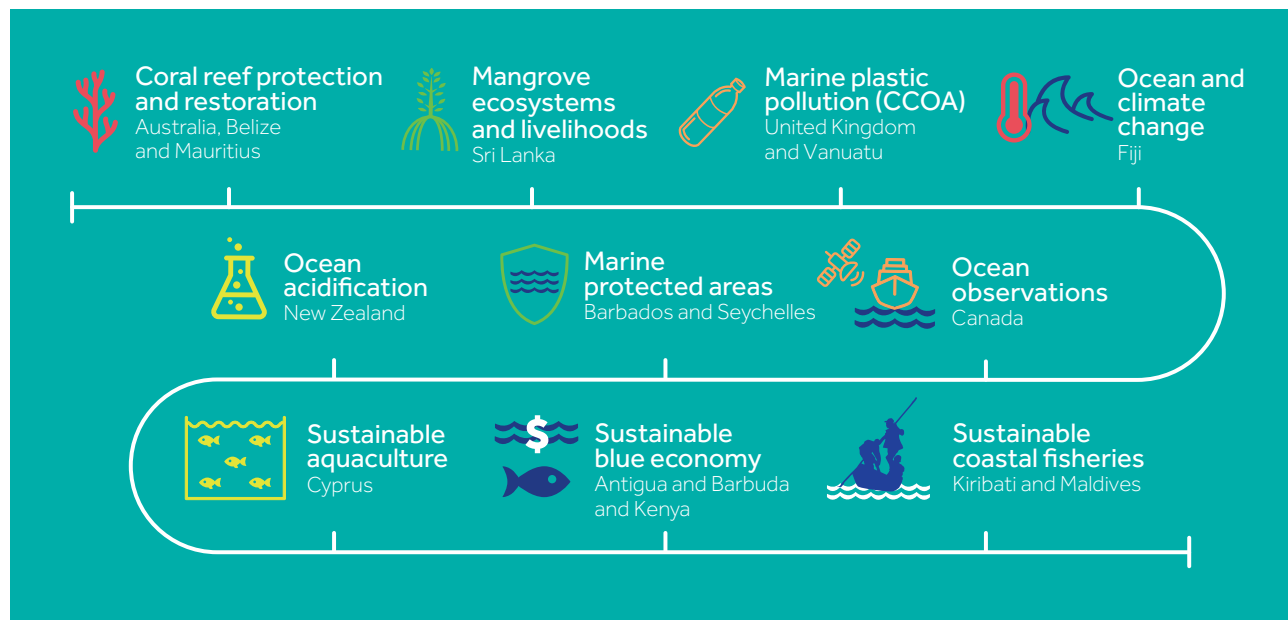 Coral reef protection
and restoration
Australia, Belize
and Mauritius
Mangrove
ecosystems
and livelihoods
Sri Lanka
Marine plastic
pollution (CCOA)
United Kingdom
and Vanuatu
Ocean and
climate
change
Fiji
Ocean
acidification
New Zealand
Marine
protected areas
Barbados and Seychelles
Ocean
observations
Canada
Sustainable
aquaculture
Cyprus
$
Sustainable
blue economy
Antigua and Barbuda
and Kenya
Sustainable
coastal fisheries
Kiribati and Maldives